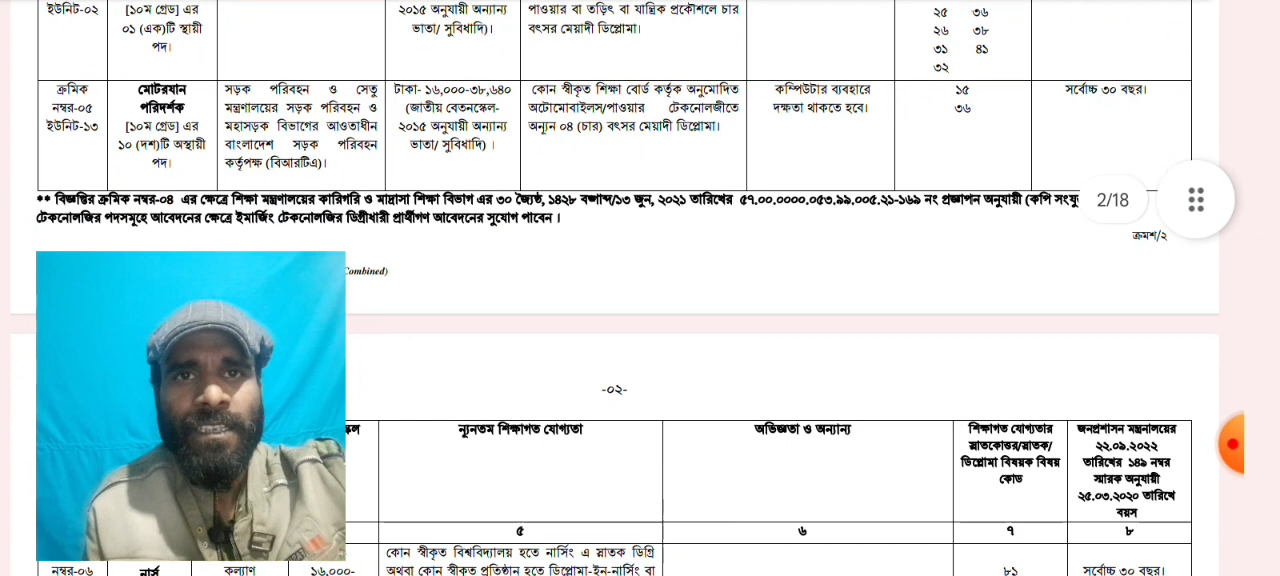 ইউনিট-০২
[১০ম গ্রেড] এর
০১ (এক)টি স্থায়ী
পদ।
২০১৫ অনুযায়ী অন্যান্য
ভাতা/ সুবিধাদি)।
পাওয়ার বা তড়িৎ বা যান্ত্রিক প্রকৌশলে চার
বৎসর মেয়াদী ডিপ্লোমা।
২৫ ৩৬
২৬ ৩৮
৩১ ৪১
৩২
ক্রমিক
নম্বর-০৫
ইউনিট-১৩
মোটরযান
পরিদর্শক
[১০ম গ্রেড] এর
১০ (দশ)টি অস্থায়ী
পদ।
সড়ক পরিবহন ও সেতু
মন্ত্রণালয়ের সড়ক পরিবহন ও
মহাসড়ক বিভাগের আওতাধীন
বাংলাদেশ সড়ক পরিবহন
কর্তৃপক্ষ (বিআরটিএ)।
টাকা- ১৬,০০০-৩৮,৬৪০
(জাতীয় বেতনস্কেল-
২০১৫ অনুযায়ী অন্যান্য
ভাতা/ সুবিধাদি) ।
কোন স্বীকৃত শিক্ষা বোর্ড কর্তৃক অনুমোদিত
অটোমোবাইলস/পাওয়ার টেকনোলজীতে
অন্যূন ০৪ (চার) বৎসর মেয়াদী ডিপ্লোমা।
কম্পিউটার ব্যবহারে
দক্ষতা থাকতে হবে।
১৫
৩৬
সর্বোচ্চ ৩০ বছর।
** বিজ্ঞপ্তির ক্রমিক নম্বর-০৪ এর ক্ষেত্রে শিক্ষা মন্ত্রণালয়ের কারিগরি ও মাদ্রাসা শিক্ষা বিভাগ এর ৩০ জ্যৈষ্ঠ, ১৪২৮ বঙ্গাব্দ/১৩ জুন, ২০২১ তারিখের ৫৭.০০.০০০০.০৫৩.৯৯.০০৫.২১-১৬৯ নং প্রজ্ঞাপন অনুযায়ী (কপি
টেকনোলজির পদসমূহে আবেদনের ক্ষেত্রে ইমার্জিং টেকনোলজির ডিগ্রীধারী প্রার্থীগণ আবেদনের সুযোগ পাবেন ।
2/18
ক্রমশ/২
Combined)
-০২-
ন্যূনতম শিক্ষাগত যোগ্যতা
অভিজ্ঞতা ও অন্যান্য
শিক্ষাগত যোগ্যতার
স্নাতকোত্তর/স্নাতক/
ডিপ্লোমা বিষয়ক বিষয়
কোড
জনপ্রশাসন মন্ত্রনালয়ের
২২.০৯.২০২২
তারিখের ১৪৯ নম্বর
স্মারক অনুযায়ী
২৫.০৩.২০২০ তারিখে
বয়স
৫ ৬ ৭ ৮
নম্বর-০৬
নার্স
কল্যাণ
১৬,০০০-
কোন স্বীকৃত বিশ্ববিদ্যালয় হতে নার্সিং এ স্নাতক ডিগ্রি
অথবা কোন স্বীকৃত প্রতিষ্ঠান হতে ডিপ্লোমা-ইন-নার্সিং বা
৮১
সর্বোচ্চ ৩০ বছর।